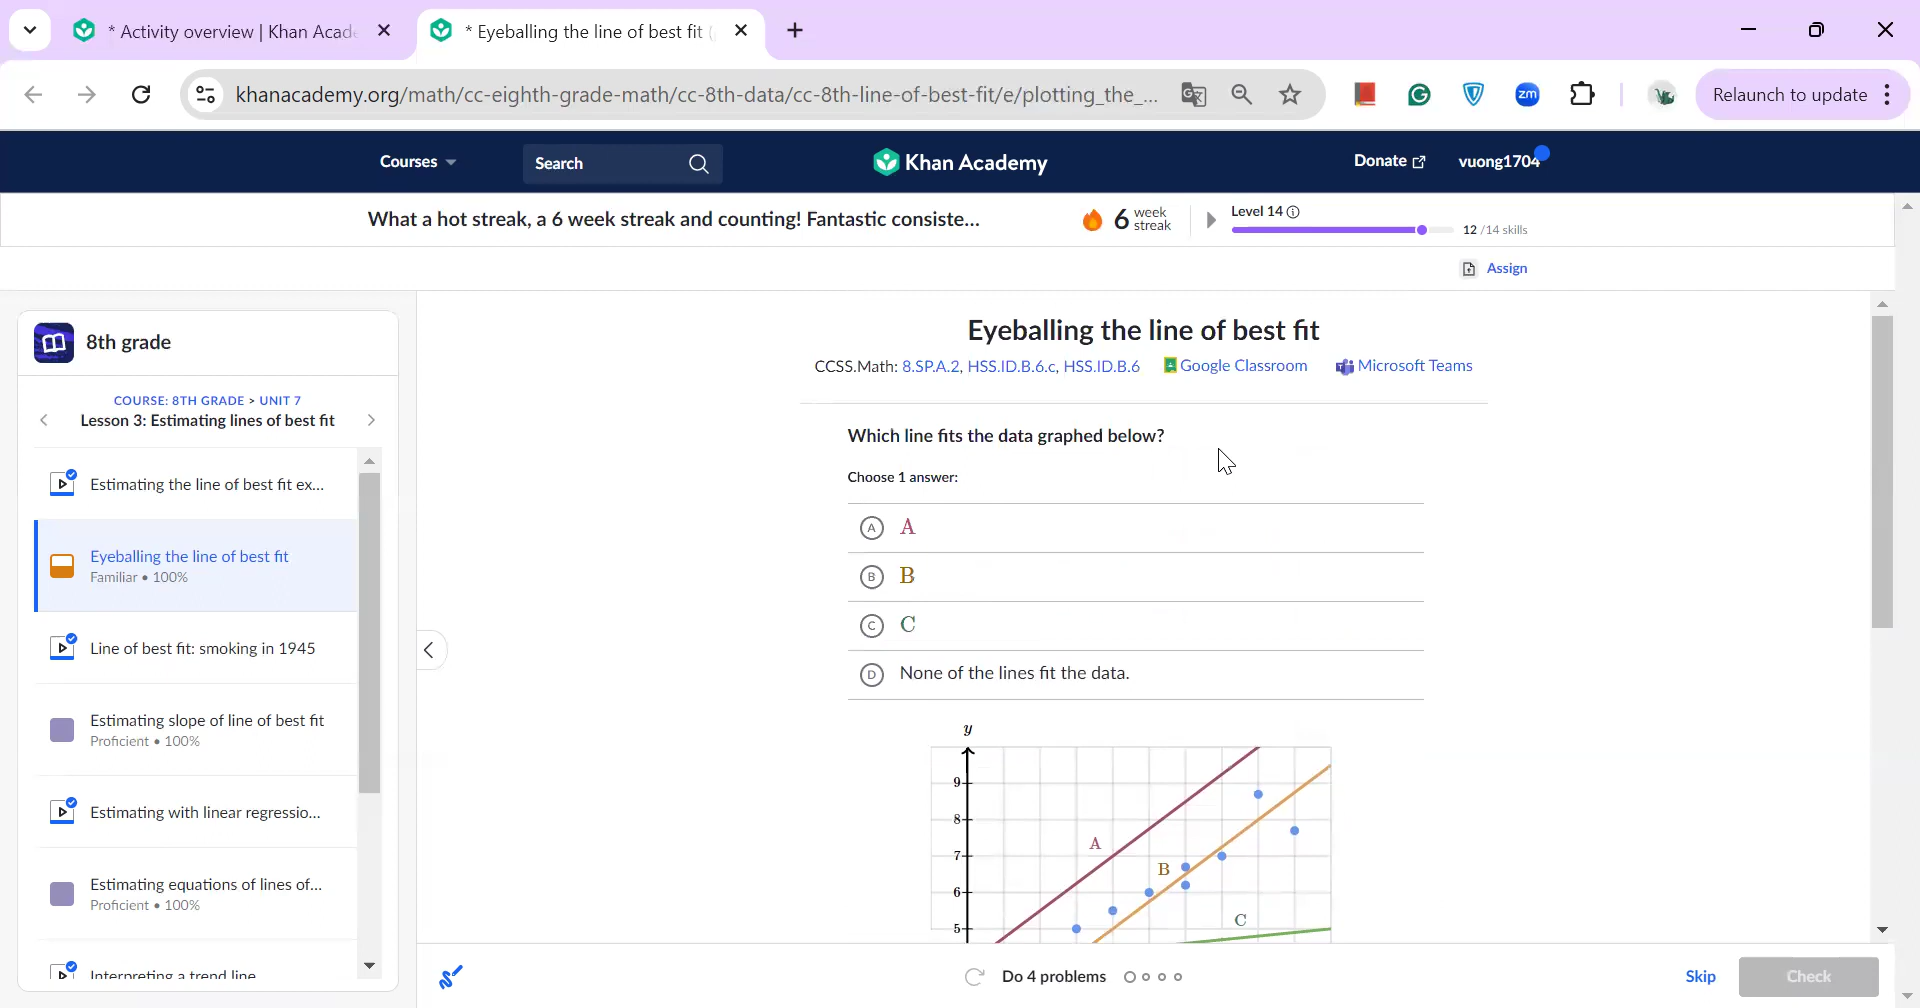 * Activity overview | Khan Acade
* Eyeballing the line of best fit (
khanacademy.org/math/cc-eighth-grade-math/cc-8th-data/cc-8th-line-of-best-fit/e/plotting_the_...
zm
Relaunch to update
Courses
Search
Khan Academy
Donate
vuong1704
What a hot streak, a 6 week streak and counting! Fantastic consiste...
6 week streak
Level 14
12 /14 skills
Assign
8th grade
COURSE: 8TH GRADE > UNIT 7
Lesson 3: Estimating lines of best fit
Estimating the line of best fit ex...
Eyeballing the line of best fit
Familiar • 100%
Line of best fit: smoking in 1945
Estimating slope of line of best fit
Proficient • 100%
Estimating with linear regressio...
Estimating equations of lines of...
Proficient • 100%
Interpreting a trend line
Eyeballing the line of best fit
CCSS.Math: 8.SP.A.2, HSS.ID.B.6.c, HSS.ID.B.6
Google Classroom
Microsoft Teams
Which line fits the data graphed below?
Choose 1 answer:
A A
B B
C C
D None of the lines fit the data.
y
9
8
7
6
5
A
B
C
Do 4 problems
Skip
Check